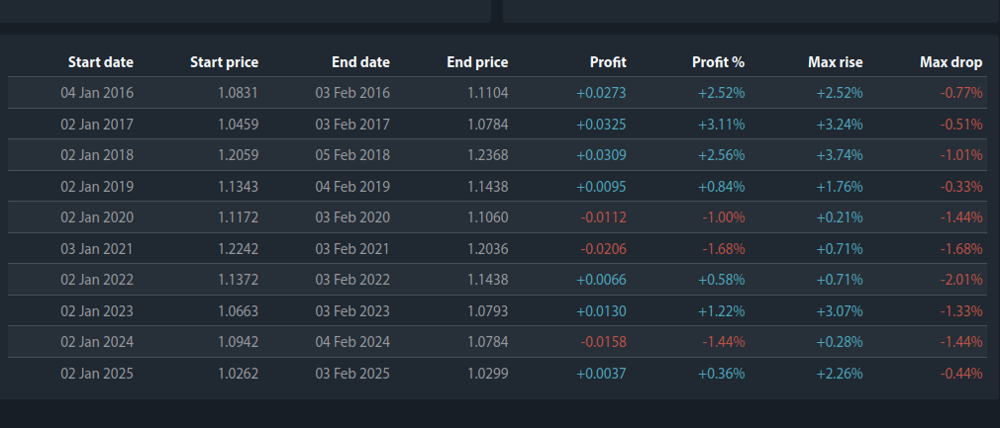 Start date Start price End date End price Profit Profit % Max rise Max drop
04 Jan 2016 1.0831 03 Feb 2016 1.1104 +0.0273 +2.52% +2.52% -0.77%
02 Jan 2017 1.0459 03 Feb 2017 1.0784 +0.0325 +3.11% +3.24% -0.51%
02 Jan 2018 1.2059 05 Feb 2018 1.2368 +0.0309 +2.56% +3.74% -1.01%
02 Jan 2019 1.1343 04 Feb 2019 1.1438 +0.0095 +0.84% +1.76% -0.33%
02 Jan 2020 1.1172 03 Feb 2020 1.1060 -0.0112 -1.00% +0.21% -1.44%
03 Jan 2021 1.2242 03 Feb 2021 1.2036 -0.0206 -1.68% +0.71% -1.68%
02 Jan 2022 1.1372 03 Feb 2022 1.1438 +0.0066 +0.58% +0.71% -2.01%
02 Jan 2023 1.0663 03 Feb 2023 1.0793 +0.0130 +1.22% +3.07% -1.33%
02 Jan 2024 1.0942 04 Feb 2024 1.0784 -0.0158 -1.44% +0.28% -1.44%
02 Jan 2025 1.0262 03 Feb 2025 1.0299 +0.0037 +0.36% +2.26% -0.44%